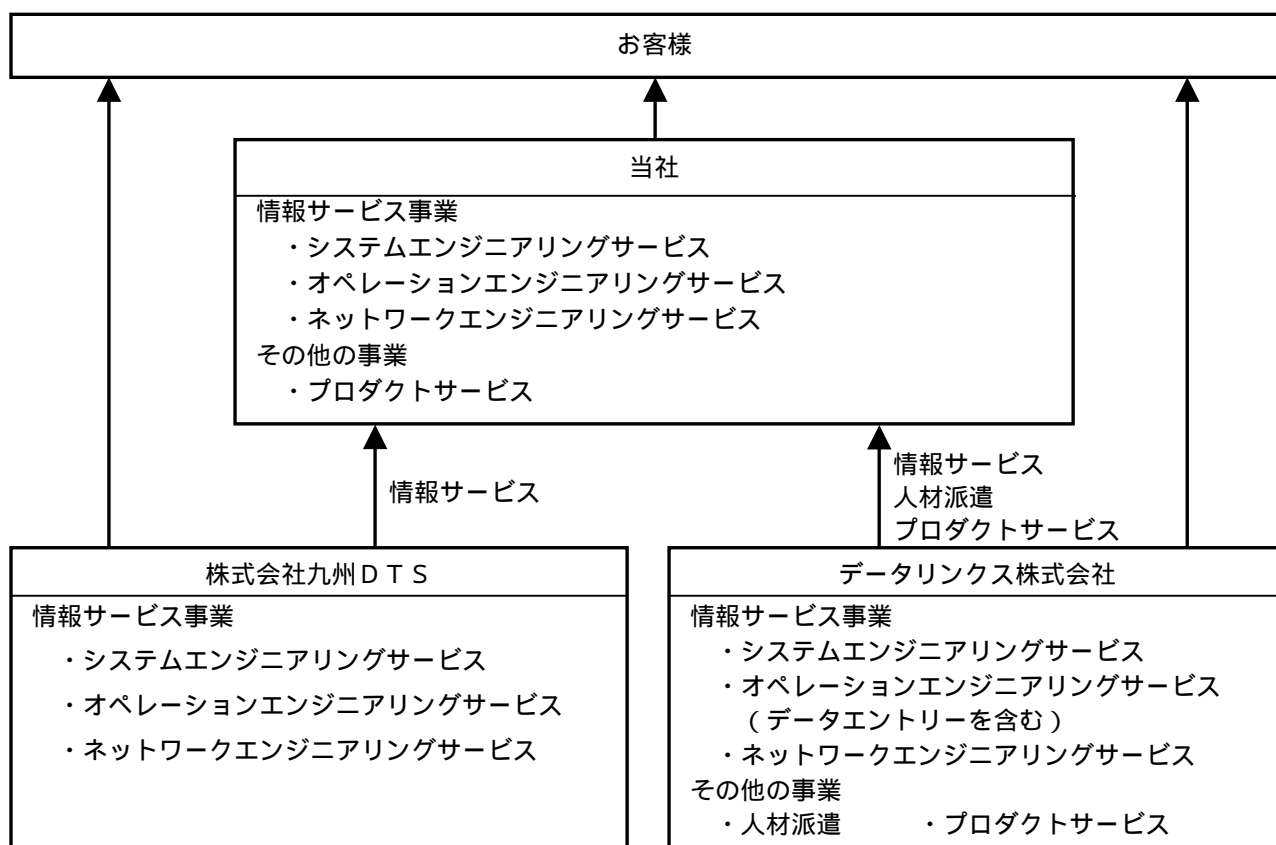 お客様
当社
情報サービス事業
・システムエンジニアリングサービス
・オペレーションエンジニアリングサービス
・ネットワークエンジニアリングサービス
その他の事業
・プロダクトサービス
情報サービス
情報サービス
人材派遣
プロダクトサービス
株式会社九州ＤＴＳ
情報サービス事業
・システムエンジニアリングサービス
・オペレーションエンジニアリングサービス
・ネットワークエンジニアリングサービス
データリンクス株式会社
情報サービス事業
・システムエンジニアリングサービス
・オペレーションエンジニアリングサービス
（データエントリーを含む）
・ネットワークエンジニアリングサービス
その他の事業
・人材派遣　　　・プロダクトサービス